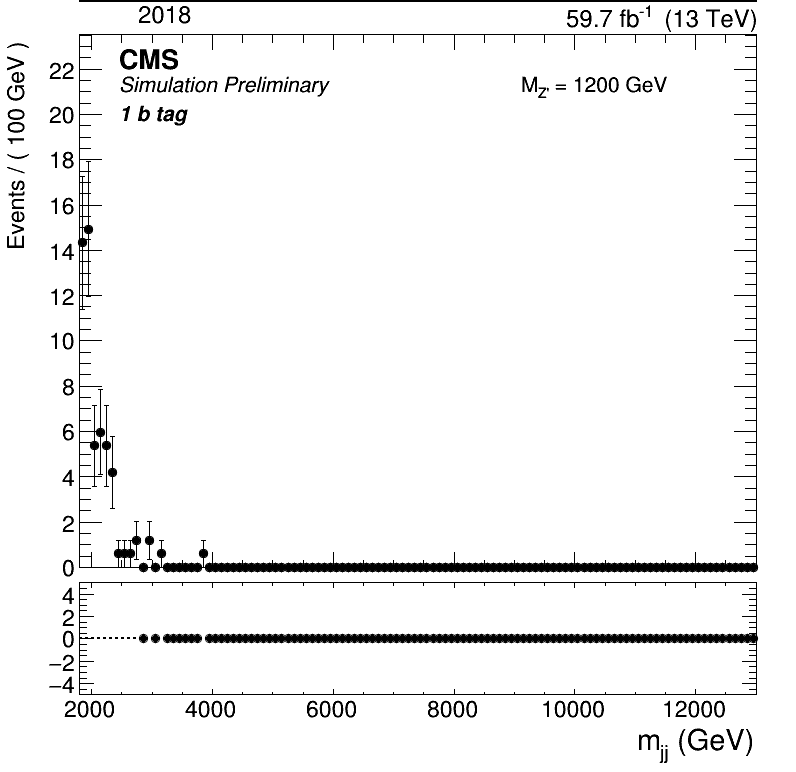 2018 59.7 fb⁻¹ (13 TeV)
CMS
Simulation Preliminary
M_Z' = 1200 GeV
1 b tag
Events / ( 100 GeV )
22
20
18
16
14
12
10
8
6
4
2
0
4
2
0
−2
−4
2000 4000 6000 8000 10000 12000
m_jj (GeV)